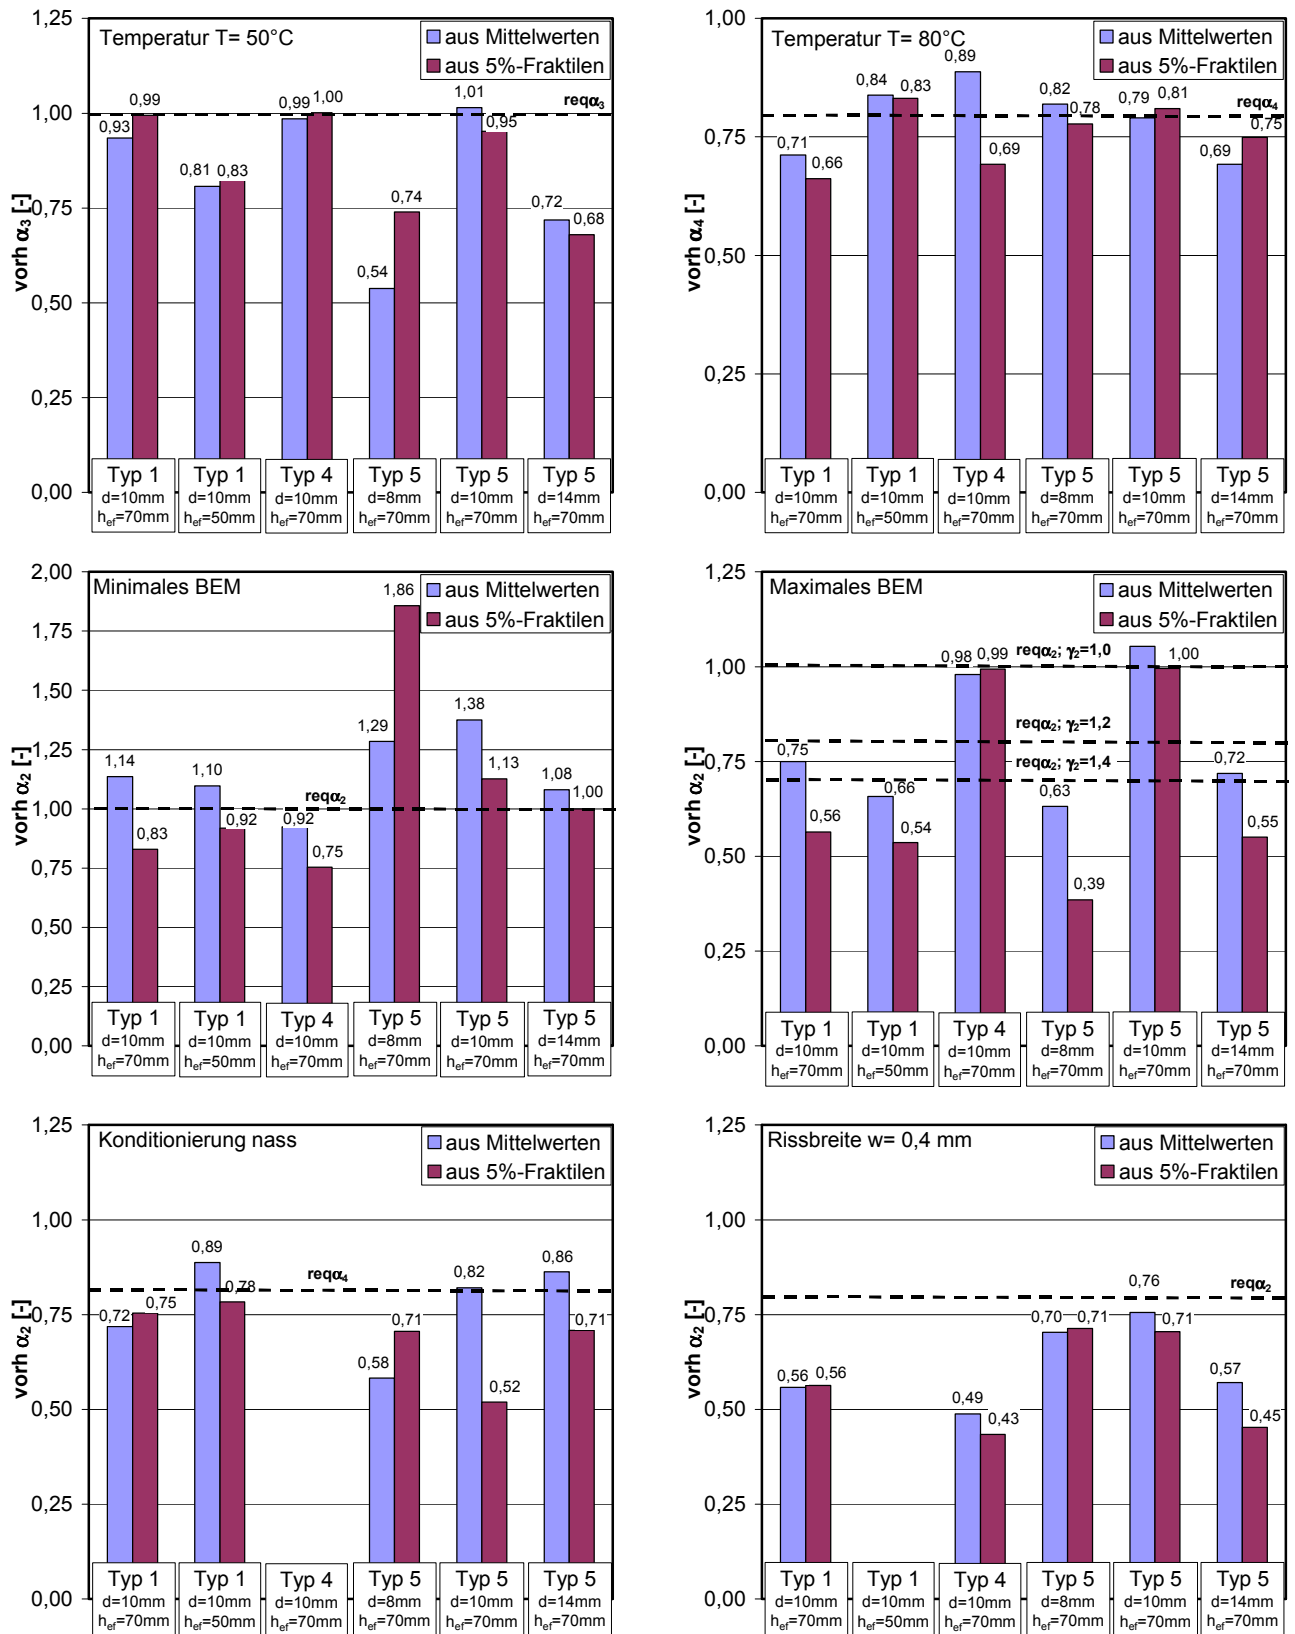 Temperatur T= 50°C
aus Mittelwerten
aus 5%-Fraktilen
vorh α₃ [-]
1,25
1,00
0,75
0,50
0,25
0,00
reqα₃
0,93 0,99 0,81 0,83 0,99 1,00 0,54 0,74 1,01 0,95 0,72 0,68
Typ 1 Typ 1 Typ 4 Typ 5 Typ 5 Typ 5
d=10mm d=10mm d=10mm d=8mm d=10mm d=14mm
hef=70mm hef=50mm hef=70mm hef=70mm hef=70mm hef=70mm
Temperatur T= 80°C
aus Mittelwerten
aus 5%-Fraktilen
vorh α₄ [-]
1,00
0,75
0,50
0,25
0,00
reqα₄
0,71 0,66 0,84 0,83 0,89 0,69 0,82 0,78 0,79 0,81 0,69 0,75
Typ 1 Typ 1 Typ 4 Typ 5 Typ 5 Typ 5
d=10mm d=10mm d=10mm d=8mm d=10mm d=14mm
hef=70mm hef=50mm hef=70mm hef=70mm hef=70mm hef=70mm
Minimales BEM
aus Mittelwerten
aus 5%-Fraktilen
vorh α₂ [-]
2,00
1,75
1,50
1,25
1,00
0,75
0,50
0,25
0,00
reqα₂
1,14 0,83 1,10 0,92 0,92 0,75 1,29 1,86 1,38 1,13 1,08 1,00
Typ 1 Typ 1 Typ 4 Typ 5 Typ 5 Typ 5
d=10mm d=10mm d=10mm d=8mm d=10mm d=14mm
hef=70mm hef=50mm hef=70mm hef=70mm hef=70mm hef=70mm
Maximales BEM
aus Mittelwerten
aus 5%-Fraktilen
vorh α₂ [-]
1,25
1,00
0,75
0,50
0,25
0,00
reqα₂; γ₂=1,0
reqα₂; γ₂=1,2
reqα₂; γ₂=1,4
0,75 0,56 0,66 0,54 0,98 0,99 0,63 0,39 1,00 0,72 0,55
Typ 1 Typ 1 Typ 4 Typ 5 Typ 5 Typ 5
d=10mm d=10mm d=10mm d=8mm d=10mm d=14mm
hef=70mm hef=50mm hef=70mm hef=70mm hef=70mm hef=70mm
Konditionierung nass
aus Mittelwerten
aus 5%-Fraktilen
vorh α₂ [-]
1,25
1,00
0,75
0,50
0,25
0,00
reqα₄
0,72 0,75 0,89 0,78 0,58 0,71 0,82 0,52 0,86 0,71
Typ 1 Typ 1 Typ 4 Typ 5 Typ 5 Typ 5
d=10mm d=10mm d=10mm d=8mm d=10mm d=14mm
hef=70mm hef=50mm hef=70mm hef=70mm hef=70mm hef=70mm
Rissbreite w= 0,4 mm
aus Mittelwerten
aus 5%-Fraktilen
vorh α₂ [-]
1,25
1,00
0,75
0,50
0,25
0,00
reqα₂
0,56 0,56 0,49 0,43 0,70 0,71 0,76 0,71 0,57 0,45
Typ 1 Typ 1 Typ 4 Typ 5 Typ 5 Typ 5
d=10mm d=10mm d=10mm d=8mm d=10mm d=14mm
hef=70mm hef=50mm hef=70mm hef=70mm hef=70mm hef=70mm